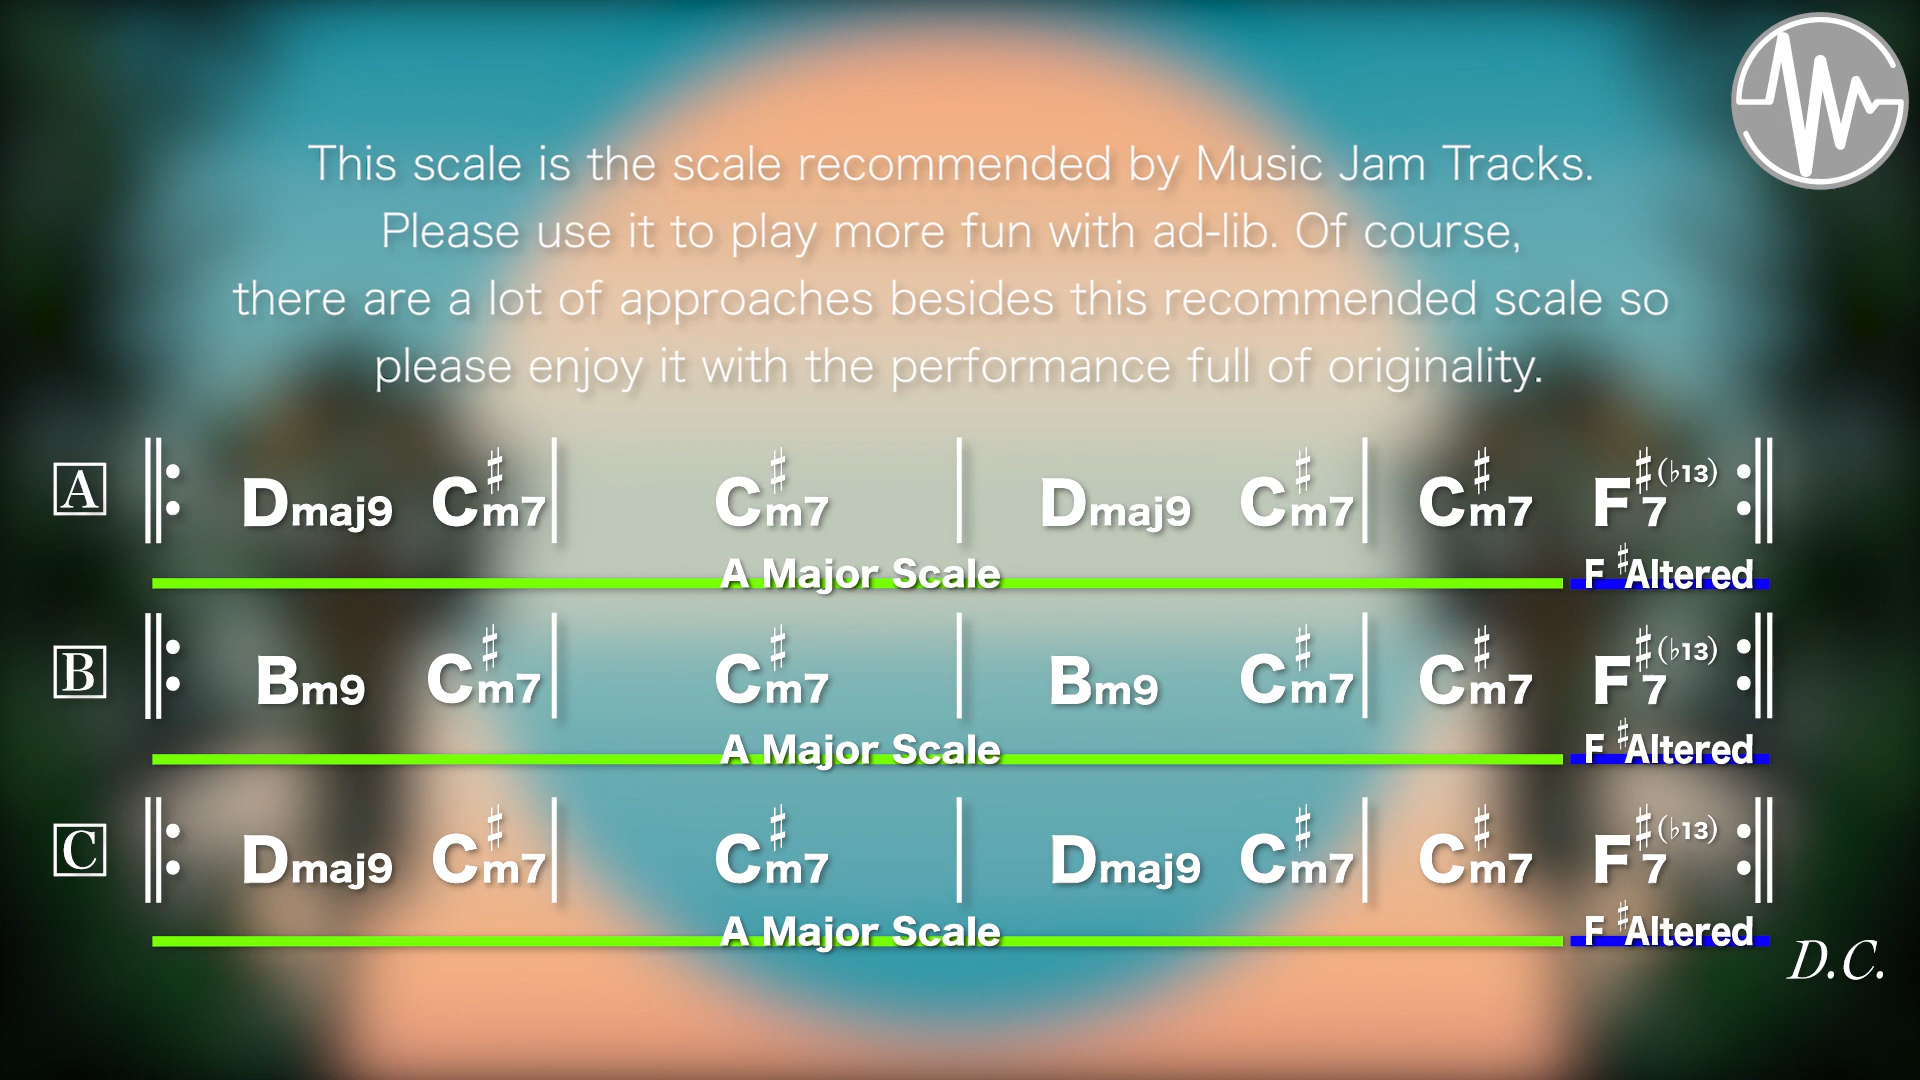 This scale is the scale recommended by Music Jam Tracks.
Please use it to play more fun with ad-lib. Of course,
there are a lot of approaches besides this recommended scale so
please enjoy it with the performance full of originality.
A Dmaj9 C♯m7 C♯m7 Dmaj9 C♯m7 C♯m7 F♯7(♭13)
A Major Scale F♯Altered
B Bm9 C♯m7 C♯m7 Bm9 C♯m7 C♯m7 F♯7(♭13)
A Major Scale F♯Altered
C Dmaj9 C♯m7 C♯m7 Dmaj9 C♯m7 C♯m7 F♯7(♭13)
A Major Scale F♯Altered
D.C.